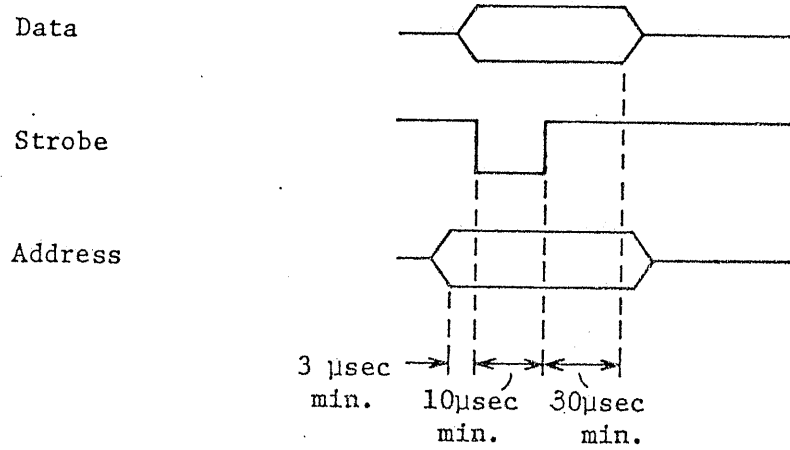 Data
Strobe
Address
3 µsec
min.
10µsec
min.
30µsec
min.